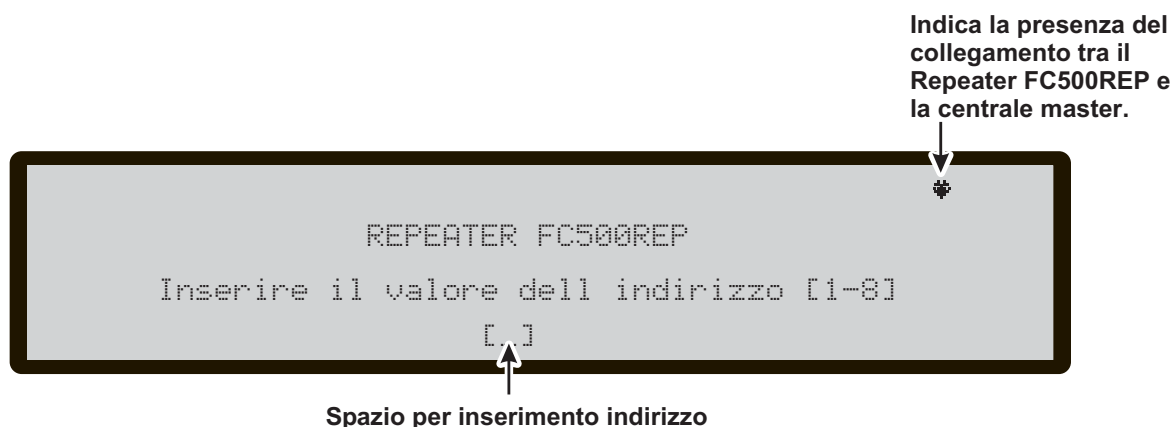 Indica la presenza del
collegamento tra il
Repeater FC500REP e
la centrale master.
REPEATER FC500REP
Inserire il valore dell indirizzo [1-8]
[_]
Spazio per inserimento indirizzo